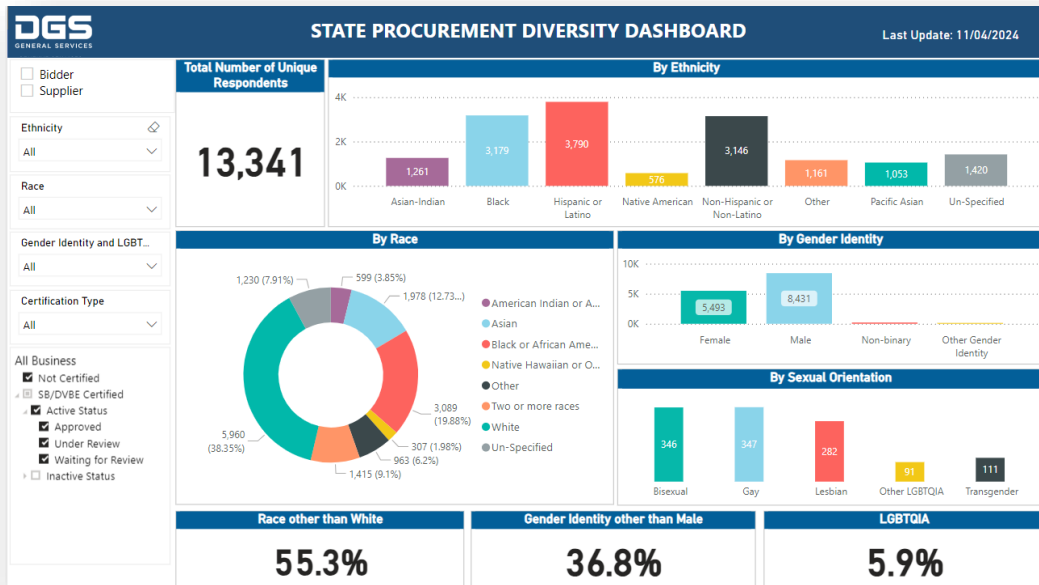 DGS
GENERAL SERVICES
STATE PROCUREMENT DIVERSITY DASHBOARD
Last Update: 11/04/2024
Bidder
Supplier
Ethnicity
All
Race
All
Gender Identity and LGBT...
All
Certification Type
All
All Business
Not Certified
SB/DVBE Certified
Active Status
Approved
Under Review
Waiting for Review
Inactive Status
Total Number of Unique
Respondents
13,341
By Ethnicity
4K
2K
0K
1,261
3,179
3,790
576
3,146
1,161
1,053
1,420
Asian-Indian
Black
Hispanic or
Latino
Native American
Non-Hispanic or
Non-Latino
Other
Pacific Asian
Un-Specified
By Race
1,230 (7.91%)
599 (3.85%)
1,978 (12.73...)
3,089
(19.88%)
307 (1.98%)
963 (6.2%)
1,415 (9.1%)
5,960
(38.35%)
American Indian or A...
Asian
Black or African Ame...
Native Hawaiian or O...
Other
Two or more races
White
Un-Specified
By Gender Identity
10K
5K
0K
5,493
8,431
Female
Male
Non-binary
Other Gender
Identity
By Sexual Orientation
346
347
282
91
111
Bisexual
Gay
Lesbian
Other LGBTQIA
Transgender
Race other than White
55.3%
Gender Identity other than Male
36.8%
LGBTQIA
5.9%